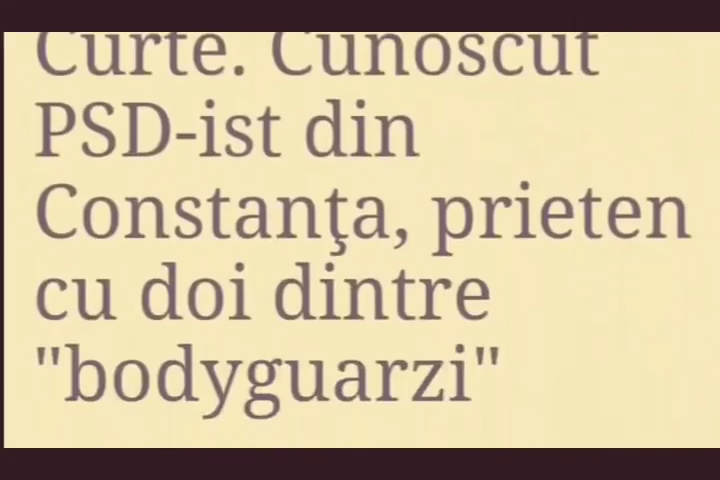 Curte. Cunoscut
PSD-ist din
Constanţa, prieten
cu doi dintre
"bodyguarzi"